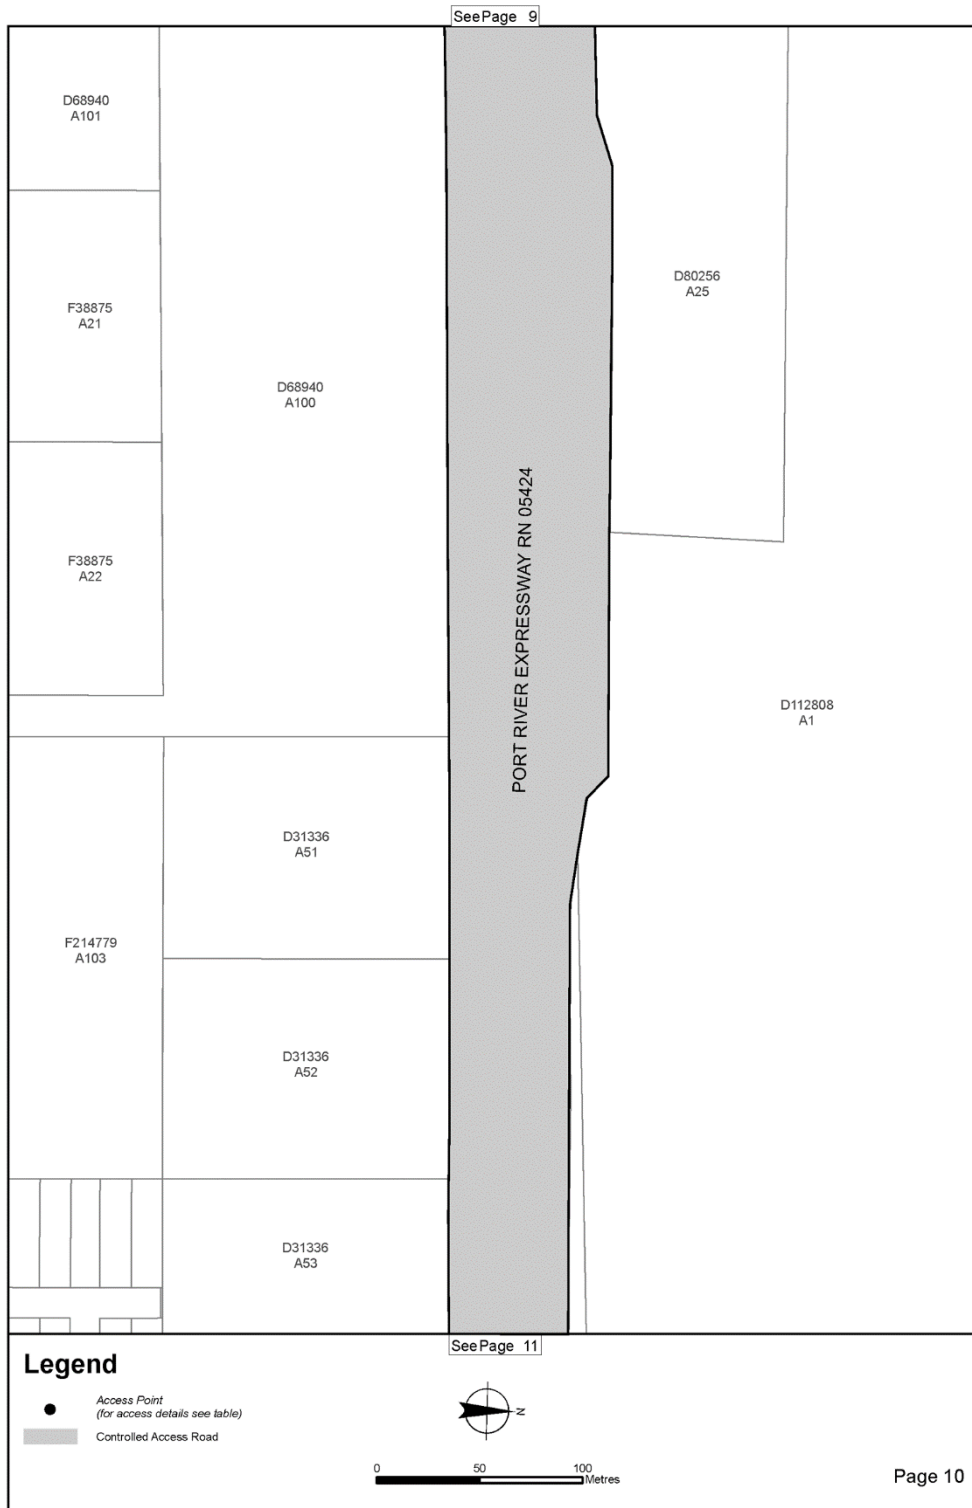 See Page 9
D68940
A101
D80256
A25
F38875
A21
D68940
A100
F38875
A22
PORT RIVER EXPRESSWAY RN 05424
D112808
A1
D31336
A51
F214779
A103
D31336
A52
D31336
A53
See Page 11
Legend
Access Point
(for access details see table)
Controlled Access Road
N
0 50 100
Metres
Page 10